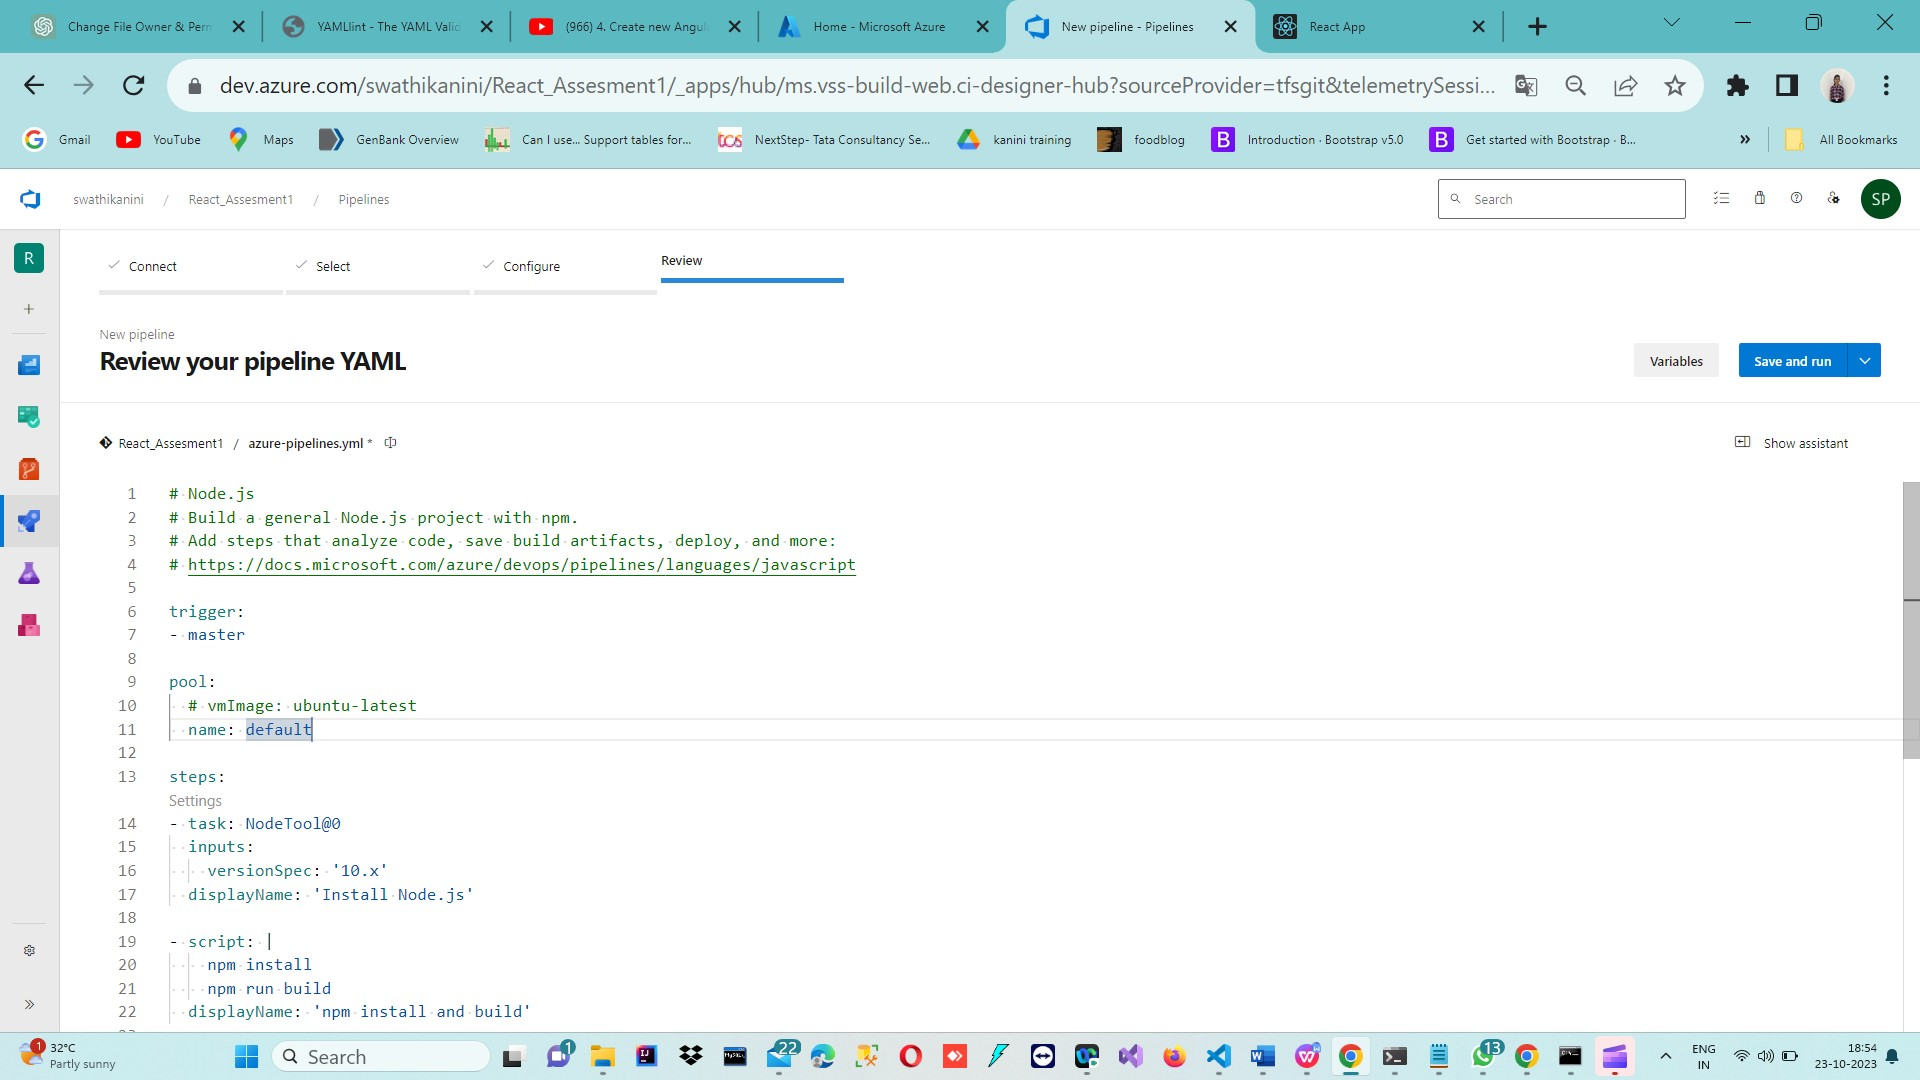 Change File Owner & Perm
YAMLlint - The YAML Valid
(966) 4. Create new Angul
Home - Microsoft Azure
New pipeline - Pipelines
React App
dev.azure.com/swathikanini/React_Assesment1/_apps/hub/ms.vss-build-web.ci-designer-hub?sourceProvider=tfsgit&telemetrySessi...
Gmail
YouTube
Maps
GenBank Overview
Can I use... Support tables for...
NextStep- Tata Consultancy Se...
kanini training
foodblog
Introduction · Bootstrap v5.0
Get started with Bootstrap · B...
»
All Bookmarks
swathikanini / React_Assesment1 / Pipelines
Search
SP
R
Connect
Select
Configure
Review
New pipeline
Review your pipeline YAML
Variables
Save and run
React_Assesment1 / azure-pipelines.yml *
Show assistant
1 # Node.js
2 # Build a general Node.js project with npm.
3 # Add steps that analyze code, save build artifacts, deploy, and more:
4 # https://docs.microsoft.com/azure/devops/pipelines/languages/javascript
5
6 trigger:
7 - master
8
9 pool:
10 # vmImage: ubuntu-latest
11 name: default
12
13 steps:
Settings
14 - task: NodeTool@0
15 inputs:
16 versionSpec: '10.x'
17 displayName: 'Install Node.js'
18
19 - script: |
20 npm install
21 npm run build
22 displayName: 'npm install and build'
1
32°C
Partly sunny
Search
1
22
13
ENG
IN
18:54
23-10-2023